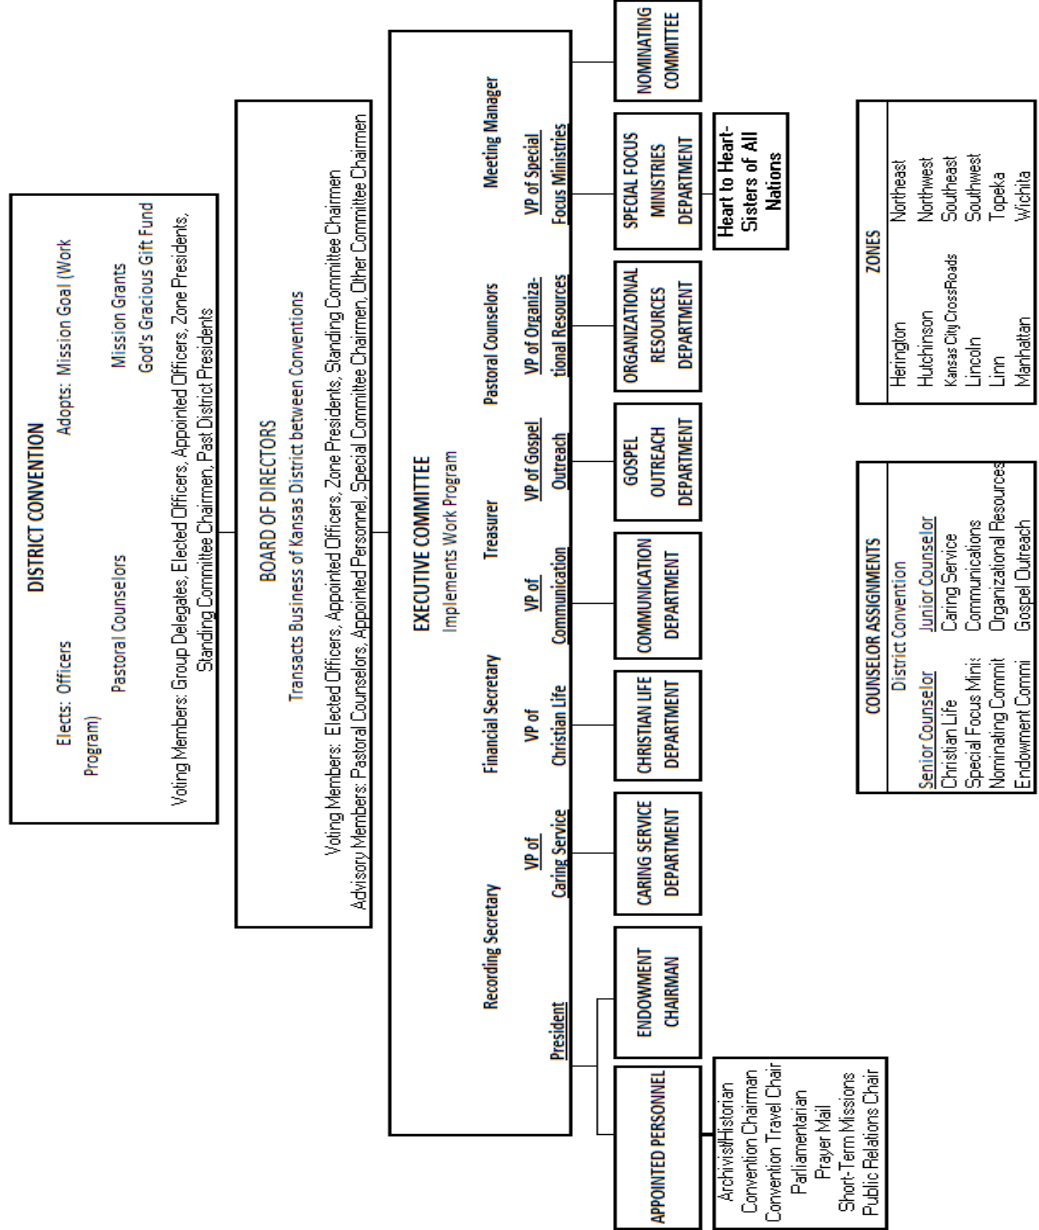 DISTRICT CONVENTION
Elects: Officers Adopts: Mission Goal (Work
Program)
Pastoral Counselors Mission Grants
God's Gracious Gift Fund
Voting Members: Group Delegates, Elected Officers, Appointed Officers, Zone Presidents,
Standing Committee Chairmen, Past District Presidents
BOARD OF DIRECTORS
Transacts Business of Kansas District between Conventions
Voting Members: Elected Officers, Appointed Officers, Zone Presidents, Standing Committee Chairmen
Advisory Members: Pastoral Counselors, Appointed Personnel, Special Committee Chairmen, Other Committee Chairmen
EXECUTIVE COMMITTEE
Implements Work Program
Recording Secretary Financial Secretary Treasurer Pastoral Counselors Meeting Manager
President
VP of
Caring Service
VP of
Christian Life
VP of
Communication
VP of Gospel
Outreach
VP of Organiza-
tional Resources
VP of Special
Focus Ministries
APPOINTED PERSONNEL
ENDOWMENT
CHAIRMAN
CARING SERVICE
DEPARTMENT
CHRISTIAN LIFE
DEPARTMENT
COMMUNICATION
DEPARTMENT
GOSPEL
OUTREACH
DEPARTMENT
ORGANIZATIONAL
RESOURCES
DEPARTMENT
SPECIAL FOCUS
MINISTRIES
DEPARTMENT
NOMINATING
COMMITTEE
Archivist/Historian
Convention Chairman
Convention Travel Chair
Parliamentarian
Prayer Mail
Short-Term Missions
Public Relations Chair
Heart to Heart-
Sisters of All
Nations
COUNSELOR ASSIGNMENTS
District Convention
Senior Counselor Junior Counselor
Christian Life Caring Service
Special Focus Minis Communications
Nominating Commit Organizational Resources
Endowment Commi Gospel Outreach
ZONES
Herington Northeast
Hutchinson Northwest
Kansas City CrossRoads Southeast
Lincoln Southwest
Linn Topeka
Manhattan Wichita